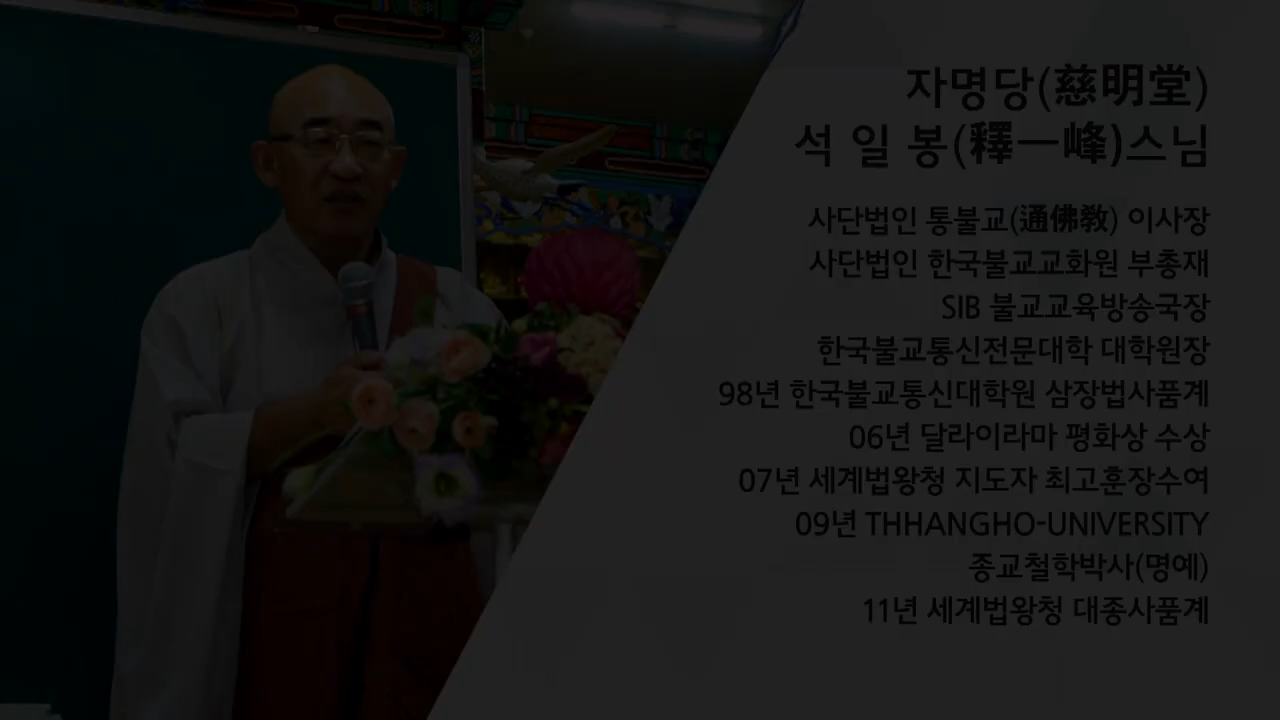 자명당(慈明堂)
석 일 봉(釋一峰)스님
사단법인 통불교(通佛敎) 이사장
사단법인 한국불교교화원 부총재
SIB 불교교육방송국장
한국불교통신전문대학 대학원장
98년 한국불교통신대학원 삼장법사품계
06년 달라이라마 평화상 수상
07년 세계법왕청 지도자 최고훈장수여
09년 THHANGHO-UNIVERSITY
종교철학박사(명예)
11년 세계법왕청 대종사품계